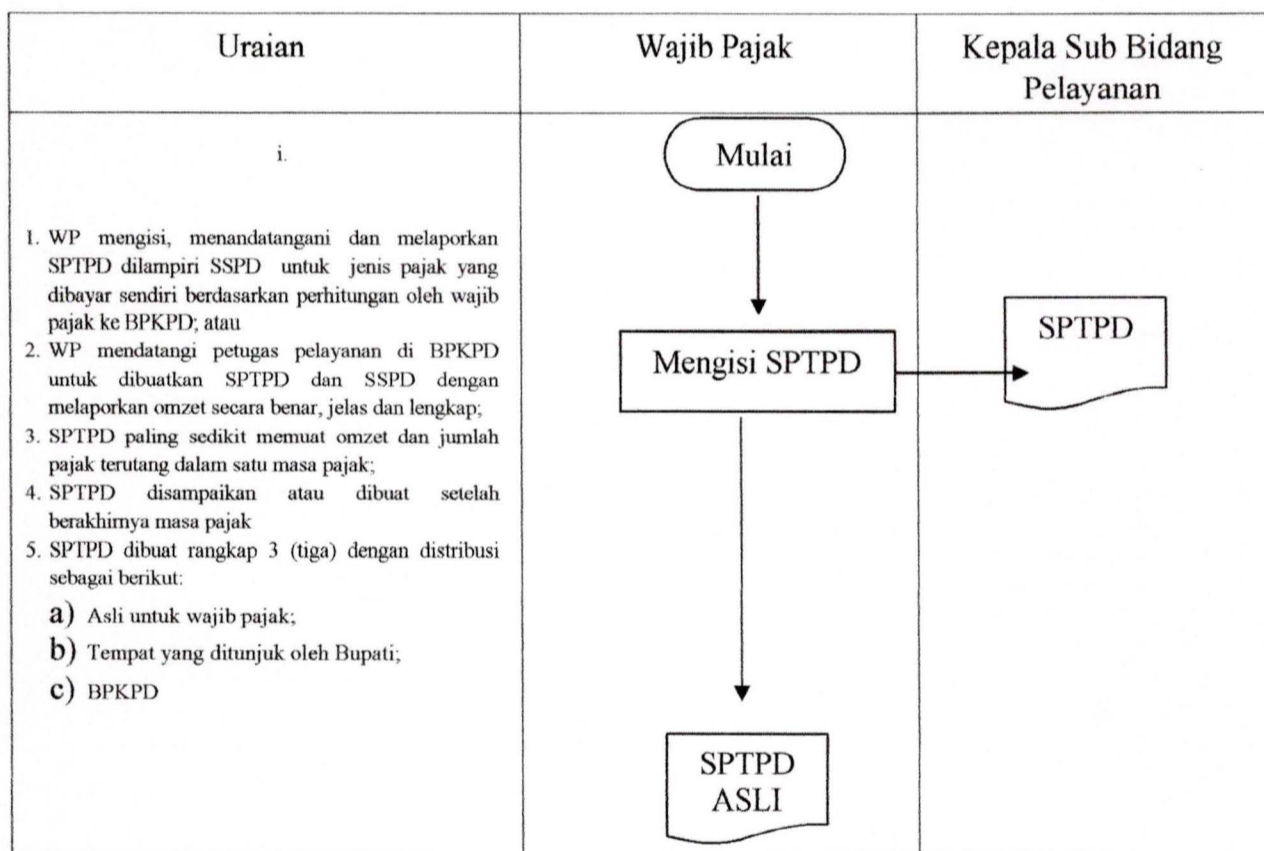 Uraian
Wajib Pajak
Kepala Sub Bidang
Pelayanan
i.
1. WP mengisi, menandatangani dan melaporkan
SPTPD dilampiri SSPD untuk jenis pajak yang
dibayar sendiri berdasarkan perhitungan oleh wajib
pajak ke BPKPD; atau
2. WP mendatangi petugas pelayanan di BPKPD
untuk dibuatkan SPTPD dan SSPD dengan
melaporkan omzet secara benar, jelas dan lengkap;
3. SPTPD paling sedikit memuat omzet dan jumlah
pajak terutang dalam satu masa pajak;
4. SPTPD disampaikan atau dibuat setelah
berakhirnya masa pajak
5. SPTPD dibuat rangkap 3 (tiga) dengan distribusi
sebagai berikut:
a) Asli untuk wajib pajak;
b) Tempat yang ditunjuk oleh Bupati;
c) BPKPD
Mulai
Mengisi SPTPD
SPTPD
ASLI
SPTPD